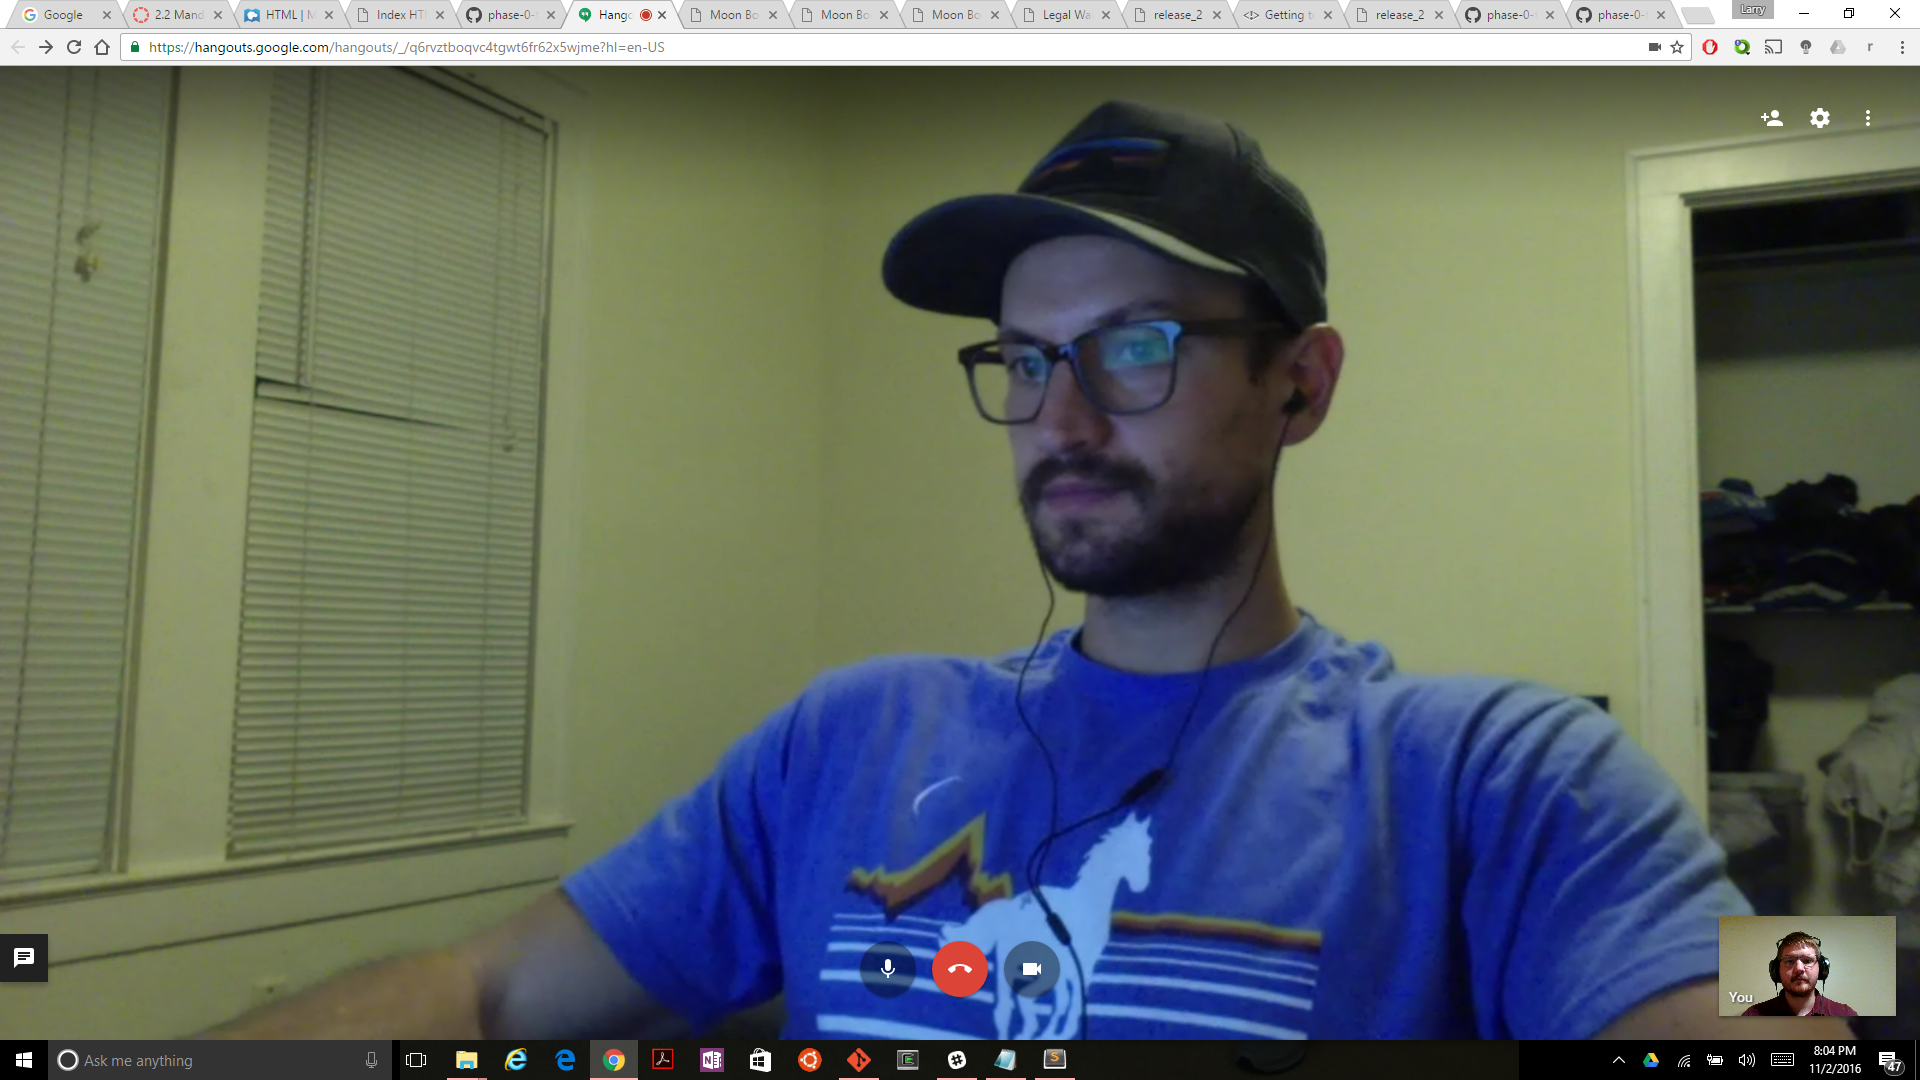 Google
2.2 Mand
HTML | M
Index HT
phase-0-
Hango
Moon Bo
Moon Bo
Moon Bo
Legal Wa
release_2
Getting t
release_2
phase-0-
phase-0-
Larry
https://hangouts.google.com/hangouts/_/q6rvztboqvc4tgwt6fr62x5wjme?hl=en-US
You
Ask me anything
8:04 PM
11/2/2016
47